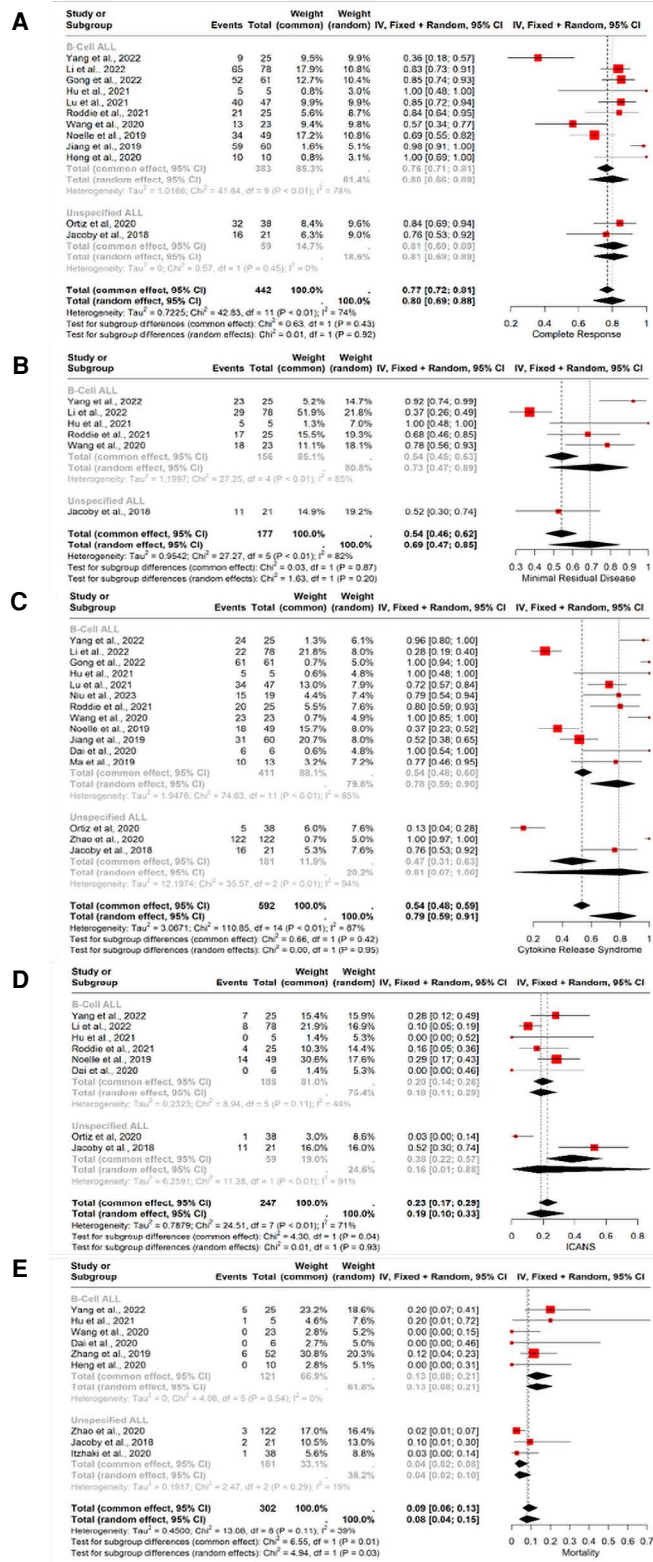 A
Study or Subgroup Events Total Weight (common) Weight (random) IV, Fixed + Random, 95% CI IV, Fixed + Random, 95% CI
B-Cell ALL
Yang et al., 2022 9 25 9.5% 9.9% 0.36 [0.18; 0.57]
Li et al., 2022 65 78 17.9% 10.8% 0.83 [0.73; 0.91]
Gong et al., 2022 52 61 12.7% 10.4% 0.85 [0.74; 0.93]
Hu et al., 2021 5 5 0.8% 3.3% 1.00 [0.48; 1.00]
Lu et al., 2021 40 47 9.9% 9.9% 0.85 [0.72; 0.94]
Roddie et al., 2021 21 25 5.6% 8.5% 0.84 [0.64; 0.95]
Wang et al., 2020 13 23 9.4% 9.8% 0.57 [0.34; 0.77]
Noelle et al., 2019 34 49 17.2% 10.8% 0.69 [0.55; 0.82]
Jiang et al., 2019 59 60 1.6% 5.0% 0.98 [0.91; 1.00]
Heng et al., 2020 10 10 0.8% 3.4% 1.00 [0.69; 1.00]
Total (common effect, 95% CI) 383 85.3% . 0.76 [0.71; 0.81]
Total (random effect, 95% CI) . 81.4% 0.80 [0.66; 0.89]
Heterogeneity: Tau² = 1.0166; Chi² = 41.64, df = 9 (P < 0.01); I² = 78%
Unspecified ALL
Ortiz et al, 2020 32 38 8.4% 9.6% 0.84 [0.69; 0.94]
Jacoby et al., 2018 16 21 6.3% 9.0% 0.76 [0.53; 0.92]
Total (common effect, 95% CI) 59 14.7% . 0.81 [0.69; 0.89]
Total (random effect, 95% CI) . 18.6% 0.81 [0.69; 0.89]
Heterogeneity: Tau² = 0; Chi² = 0.57, df = 1 (P = 0.45); I² = 0%
Total (common effect, 95% CI) 442 100.0% . 0.77 [0.72; 0.81]
Total (random effect, 95% CI) . 100.0% 0.80 [0.69; 0.88]
Heterogeneity: Tau² = 0.7225; Chi² = 42.83, df = 11 (P < 0.01); I² = 74%
Test for subgroup differences (common effect): Chi² = 0.63, df = 1 (P = 0.43)
Test for subgroup differences (random effects): Chi² = 0.01, df = 1 (P = 0.92)
0.2 0.4 0.6 0.8 1
Complete Response
B
Study or Subgroup Events Total Weight (common) Weight (random) IV, Fixed + Random, 95% CI IV, Fixed + Random, 95% CI
B-Cell ALL
Yang et al., 2022 23 25 5.2% 14.7% 0.92 [0.74; 0.99]
Li et al., 2022 29 78 51.9% 21.8% 0.37 [0.26; 0.49]
Hu et al., 2021 5 5 1.3% 7.0% 1.00 [0.48; 1.00]
Roddie et al., 2021 17 25 15.5% 19.3% 0.68 [0.46; 0.85]
Wang et al., 2020 18 23 11.1% 18.1% 0.78 [0.56; 0.93]
Total (common effect, 95% CI) 156 85.1% . 0.54 [0.45; 0.63]
Total (random effect, 95% CI) . 80.8% 0.73 [0.47; 0.89]
Heterogeneity: Tau² = 1.1997; Chi² = 27.25, df = 4 (P < 0.01); I² = 85%
Unspecified ALL
Jacoby et al., 2018 11 21 14.9% 19.2% 0.52 [0.30; 0.74]
Total (common effect, 95% CI) 177 100.0% . 0.54 [0.46; 0.62]
Total (random effect, 95% CI) . 100.0% 0.69 [0.47; 0.85]
Heterogeneity: Tau² = 0.9542; Chi² = 27.27, df = 5 (P < 0.01); I² = 82%
Test for subgroup differences (common effect): Chi² = 0.03, df = 1 (P = 0.87)
Test for subgroup differences (random effects): Chi² = 1.63, df = 1 (P = 0.20)
0.3 0.4 0.5 0.6 0.7 0.8 0.9 1
Minimal Residual Disease
C
Study or Subgroup Events Total Weight (common) Weight (random) IV, Fixed + Random, 95% CI IV, Fixed + Random, 95% CI
B-Cell ALL
Yang et al., 2022 24 25 1.3% 6.1% 0.96 [0.80; 1.00]
Li et al., 2022 22 78 21.8% 8.0% 0.28 [0.19; 0.40]
Gong et al., 2022 61 61 0.7% 5.0% 1.00 [0.94; 1.00]
Hu et al., 2021 5 5 0.6% 4.8% 1.00 [0.48; 1.00]
Lu et al., 2021 34 47 13.0% 7.9% 0.72 [0.57; 0.84]
Niu et al., 2023 15 19 4.4% 7.4% 0.79 [0.54; 0.94]
Roddie et al., 2021 20 25 5.5% 7.6% 0.80 [0.59; 0.93]
Wang et al., 2020 23 23 0.7% 4.9% 1.00 [0.85; 1.00]
Noelle et al., 2019 18 49 15.7% 8.0% 0.37 [0.23; 0.52]
Jiang et al., 2019 31 60 20.7% 8.0% 0.52 [0.38; 0.65]
Dai et al., 2020 6 6 0.6% 4.8% 1.00 [0.54; 1.00]
Ma et al., 2019 10 13 3.2% 7.2% 0.77 [0.46; 0.95]
Total (common effect, 95% CI) 411 88.1% . 0.54 [0.48; 0.60]
Total (random effect, 95% CI) . 79.8% 0.78 [0.59; 0.90]
Heterogeneity: Tau² = 1.9476; Chi² = 74.63, df = 11 (P < 0.01); I² = 85%
Unspecified ALL
Ortiz et al, 2020 5 38 6.0% 7.6% 0.13 [0.04; 0.28]
Zhao et al., 2020 122 122 0.7% 5.0% 1.00 [0.97; 1.00]
Jacoby et al., 2018 16 21 5.3% 7.6% 0.76 [0.53; 0.92]
Total (common effect, 95% CI) 181 11.9% . 0.47 [0.31; 0.63]
Total (random effect, 95% CI) . 20.2% 0.81 [0.07; 1.00]
Heterogeneity: Tau² = 12.1974; Chi² = 35.57, df = 2 (P < 0.01); I² = 94%
Total (common effect, 95% CI) 592 100.0% . 0.54 [0.48; 0.59]
Total (random effect, 95% CI) . 100.0% 0.79 [0.59; 0.91]
Heterogeneity: Tau² = 3.0671; Chi² = 110.85, df = 14 (P < 0.01); I² = 87%
Test for subgroup differences (common effect): Chi² = 0.66, df = 1 (P = 0.42)
Test for subgroup differences (random effects): Chi² = 0.00, df = 1 (P = 0.95)
0.2 0.4 0.6 0.8 1
Cytokine Release Syndrome
D
Study or Subgroup Events Total Weight (common) Weight (random) IV, Fixed + Random, 95% CI IV, Fixed + Random, 95% CI
B-Cell ALL
Yang et al., 2022 7 25 15.4% 15.9% 0.28 [0.12; 0.49]
Li et al., 2022 8 78 21.9% 16.9% 0.10 [0.05; 0.19]
Hu et al., 2021 0 5 1.4% 5.3% 0.00 [0.00; 0.52]
Roddie et al., 2021 4 25 10.3% 14.4% 0.16 [0.05; 0.36]
Noelle et al., 2019 14 49 30.6% 17.6% 0.29 [0.17; 0.43]
Dai et al., 2020 0 6 1.4% 5.3% 0.00 [0.00; 0.46]
Total (common effect, 95% CI) 188 81.0% . 0.20 [0.14; 0.26]
Total (random effect, 95% CI) . 75.4% 0.18 [0.11; 0.29]
Heterogeneity: Tau² = 0.2323; Chi² = 8.94, df = 5 (P = 0.11); I² = 44%
Unspecified ALL
Ortiz et al, 2020 1 38 3.0% 8.6% 0.03 [0.00; 0.14]
Jacoby et al., 2018 11 21 16.0% 16.0% 0.52 [0.30; 0.74]
Total (common effect, 95% CI) 59 19.0% . 0.38 [0.22; 0.57]
Total (random effect, 95% CI) . 24.6% 0.16 [0.01; 0.88]
Heterogeneity: Tau² = 6.2591; Chi² = 11.28, df = 1 (P < 0.01); I² = 91%
Total (common effect, 95% CI) 247 100.0% . 0.23 [0.17; 0.29]
Total (random effect, 95% CI) . 100.0% 0.19 [0.10; 0.33]
Heterogeneity: Tau² = 0.7879; Chi² = 24.51, df = 7 (P < 0.01); I² = 71%
Test for subgroup differences (common effect): Chi² = 4.30, df = 1 (P = 0.04)
Test for subgroup differences (random effects): Chi² = 0.01, df = 1 (P = 0.93)
0 0.2 0.4 0.6 0.8
ICANS
E
Study or Subgroup Events Total Weight (common) Weight (random) IV, Fixed + Random, 95% CI IV, Fixed + Random, 95% CI
B-Cell ALL
Yang et al., 2022 5 25 23.2% 18.6% 0.20 [0.07; 0.41]
Hu et al., 2021 1 5 4.6% 7.6% 0.20 [0.01; 0.72]
Wang et al., 2020 0 23 2.8% 5.2% 0.00 [0.00; 0.15]
Dai et al., 2020 0 6 2.7% 5.0% 0.00 [0.00; 0.46]
Zhang et al., 2019 6 52 30.8% 20.3% 0.12 [0.04; 0.23]
Heng et al., 2020 0 10 2.8% 5.1% 0.00 [0.00; 0.31]
Total (common effect, 95% CI) 121 66.9% . 0.13 [0.08; 0.21]
Total (random effect, 95% CI) . 61.8% 0.13 [0.08; 0.21]
Heterogeneity: Tau² = 0, Chi² = 4.06, df = 5 (P = 0.54); I² = 0%
Unspecified ALL
Zhao et al., 2020 3 122 17.0% 16.4% 0.02 [0.01; 0.07]
Jacoby et al., 2018 2 21 10.5% 13.0% 0.10 [0.01; 0.30]
Itzhaki et al., 2020 1 38 5.6% 8.8% 0.03 [0.00; 0.14]
Total (common effect, 95% CI) 181 33.1% . 0.04 [0.02; 0.08]
Total (random effect, 95% CI) . 38.2% 0.04 [0.02; 0.10]
Heterogeneity: Tau² = 0.1917; Chi² = 2.47, df = 2 (P = 0.29); I² = 19%
Total (common effect, 95% CI) 302 100.0% . 0.09 [0.06; 0.13]
Total (random effect, 95% CI) . 100.0% 0.08 [0.04; 0.15]
Heterogeneity: Tau² = 0.4500; Chi² = 13.06, df = 8 (P = 0.11); I² = 39%
Test for subgroup differences (common effect): Chi² = 6.55, df = 1 (P = 0.01)
Test for subgroup differences (random effects): Chi² = 4.94, df = 1 (P = 0.03)
0 0.1 0.2 0.3 0.4 0.5 0.6 0.7
Mortality